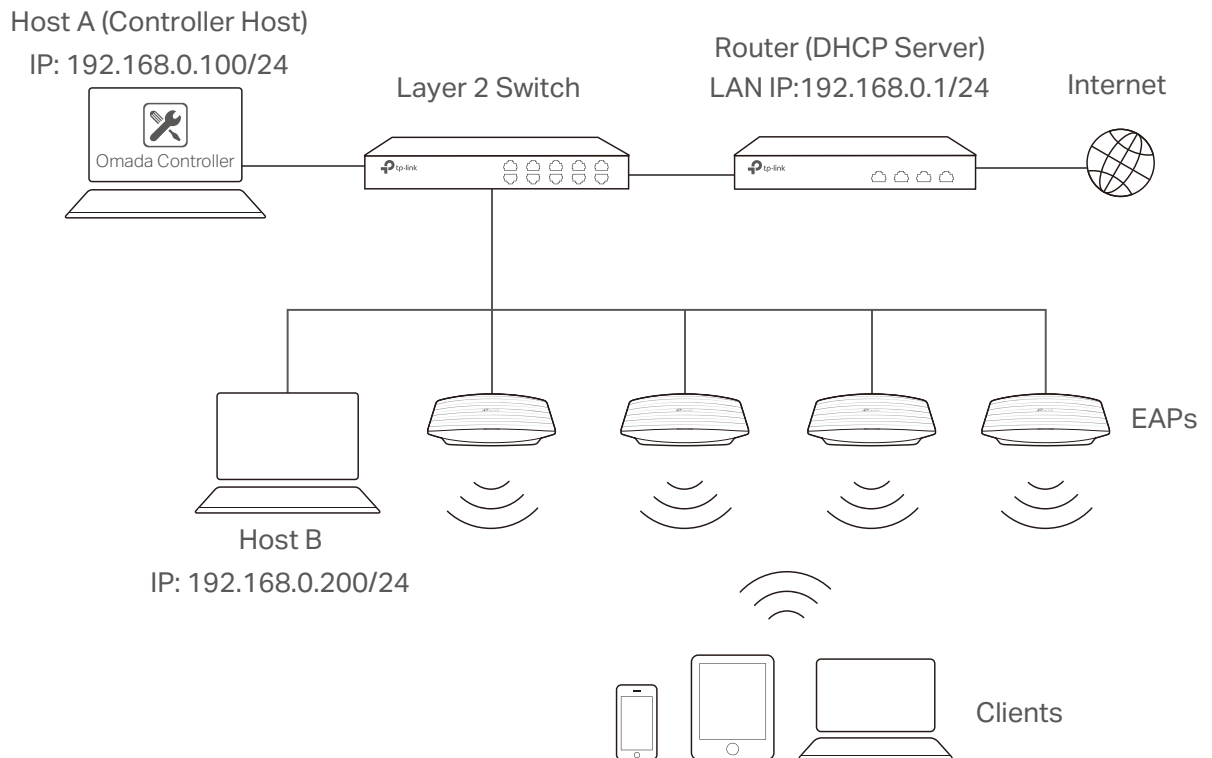 Host A (Controller Host)
IP: 192.168.0.100/24
Omada Controller
Layer 2 Switch
tp-link
Router (DHCP Server)
LAN IP:192.168.0.1/24
tp-link
Internet
EAPs
Host B
IP: 192.168.0.200/24
Clients